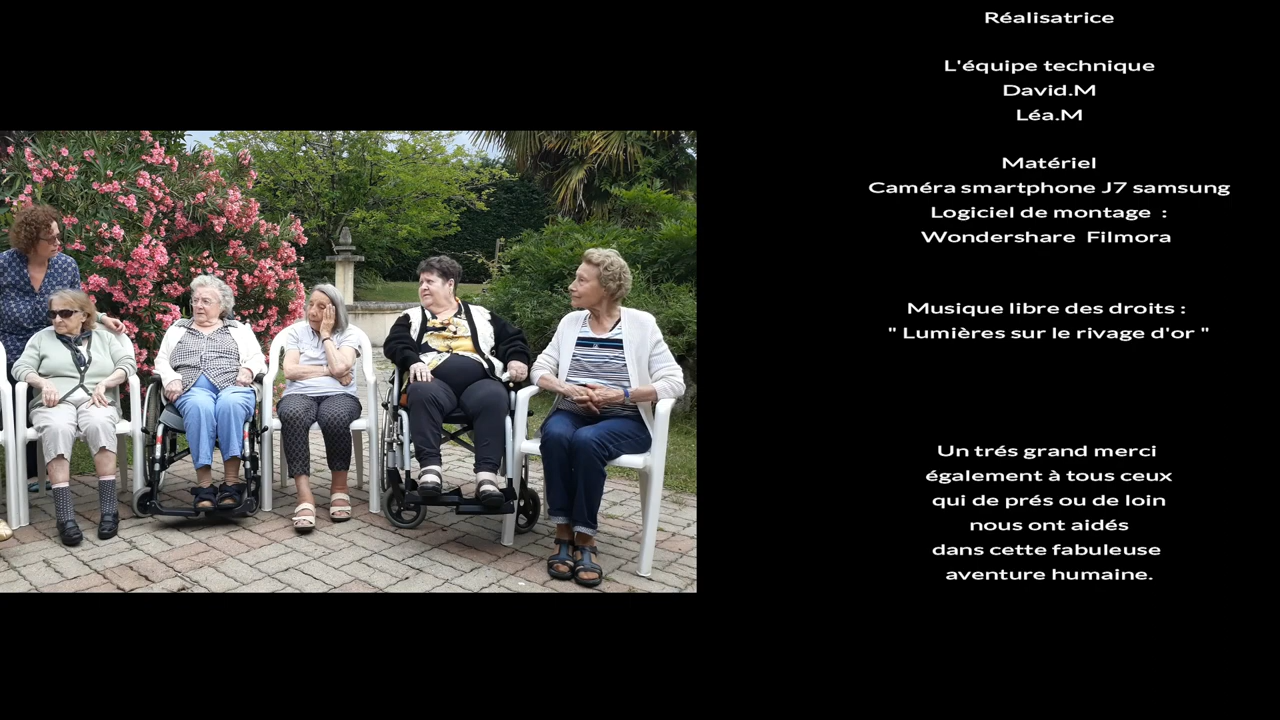 Réalisatrice
L'équipe technique
David.M
Léa.M
Matériel
Caméra smartphone J7 samsung
Logiciel de montage :
Wondershare Filmora
Musique libre des droits :
" Lumières sur le rivage d'or "
Un trés grand merci
également à tous ceux
qui de prés ou de loin
nous ont aidés
dans cette fabuleuse
aventure humaine.